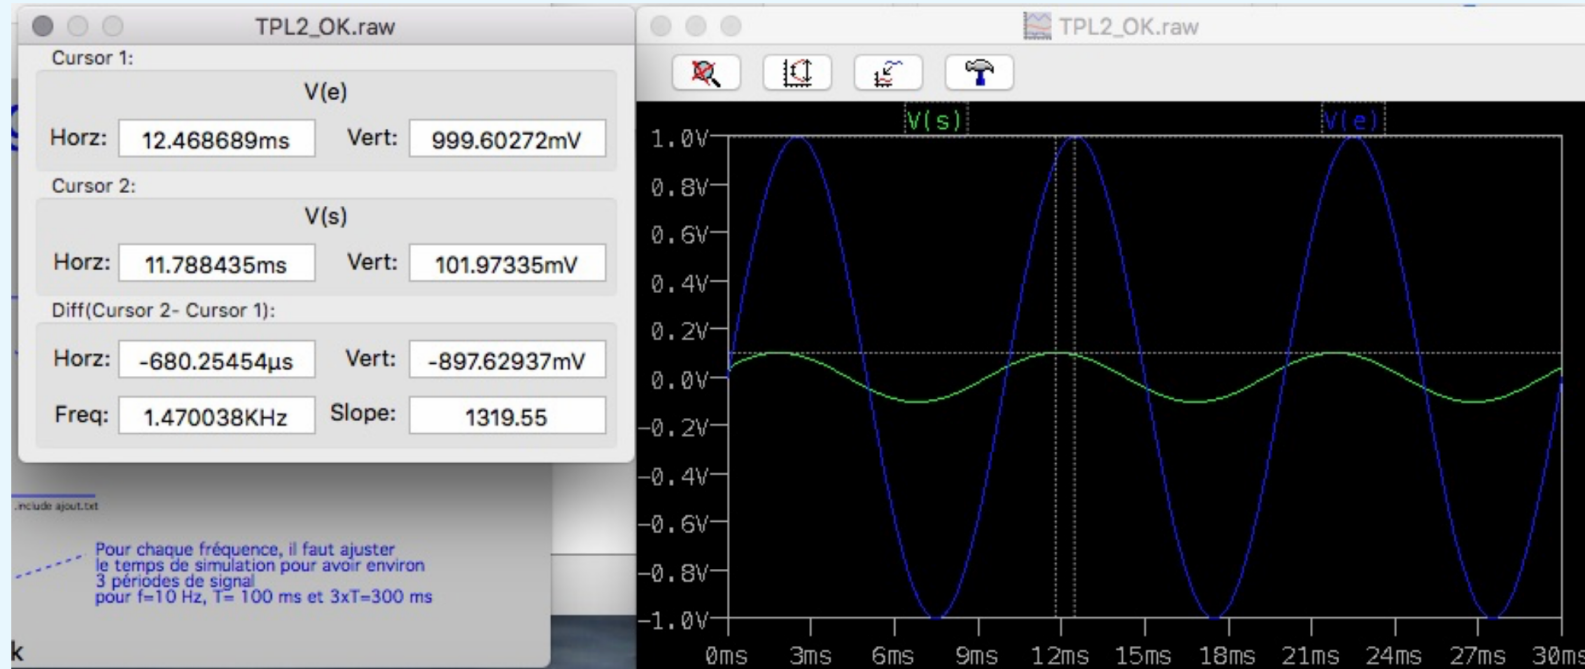 TPL2_OK.raw
Cursor 1:
V(e)
Horz: 12.468689ms Vert: 999.60272mV
Cursor 2:
V(s)
Horz: 11.788435ms Vert: 101.97335mV
Diff(Cursor 2- Cursor 1):
Horz: -680.25454µs Vert: -897.62937mV
Freq: 1.470038KHz Slope: 1319.55
.include ajout.txt
Pour chaque fréquence, il faut ajuster
le temps de simulation pour avoir environ
3 périodes de signal
pour f=10 Hz, T= 100 ms et 3xT=300 ms
k
TPL2_OK.raw
V(s) V(e)
1.0V
0.8V
0.6V
0.4V
0.2V
0.0V
-0.2V
-0.4V
-0.6V
-0.8V
-1.0V
0ms 3ms 6ms 9ms 12ms 15ms 18ms 21ms 24ms 27ms 30ms